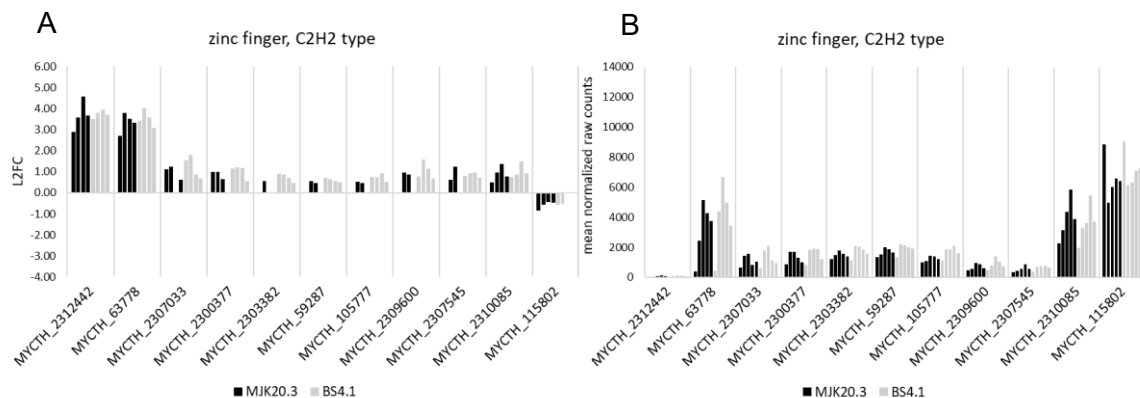 A
zinc finger, C2H2 type
L2FC
6.00
5.00
4.00
3.00
2.00
1.00
0.00
-1.00
-2.00
-3.00
-4.00
MYCTH_2312442
MYCTH_63778
MYCTH_2307033
MYCTH_2300377
MYCTH_2303382
MYCTH_59287
MYCTH_105777
MYCTH_2309600
MYCTH_2307545
MYCTH_2310085
MYCTH_115802
MJK20.3 BS4.1
B
zinc finger, C2H2 type
mean normalized raw counts
14000
12000
10000
8000
6000
4000
2000
0
MYCTH_2312442
MYCTH_63778
MYCTH_2307033
MYCTH_2300377
MYCTH_2303382
MYCTH_59287
MYCTH_105777
MYCTH_2309600
MYCTH_2307545
MYCTH_2310085
MYCTH_115802
MJK20.3 BS4.1